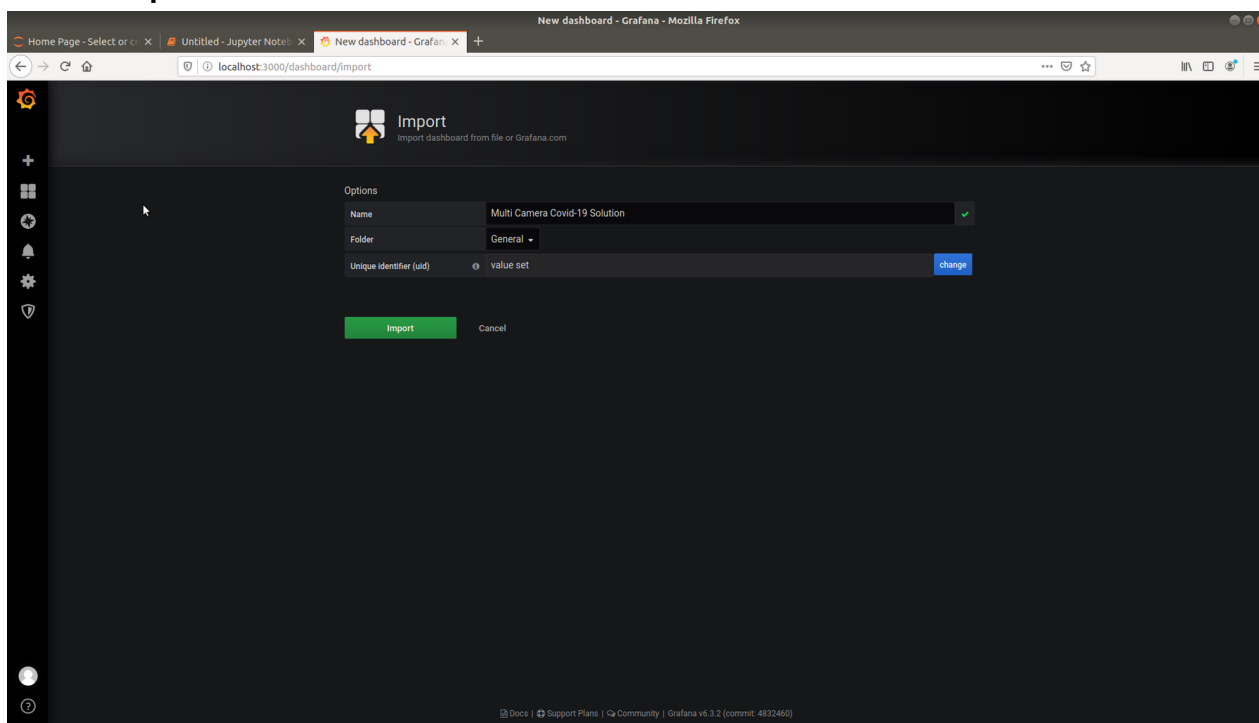 New dashboard - Grafana - Mozilla Firefox
Home Page - Select or cr
Untitled - Jupyter Noteb
New dashboard - Grafan
localhost:3000/dashboard/import
Import
Import dashboard from file or Grafana.com
Options
Name Multi Camera Covid-19 Solution
Folder General
Unique identifier (uid) value set change
Import Cancel
Docs | Support Plans | Community | Grafana v6.3.2 (commit: 4832460)